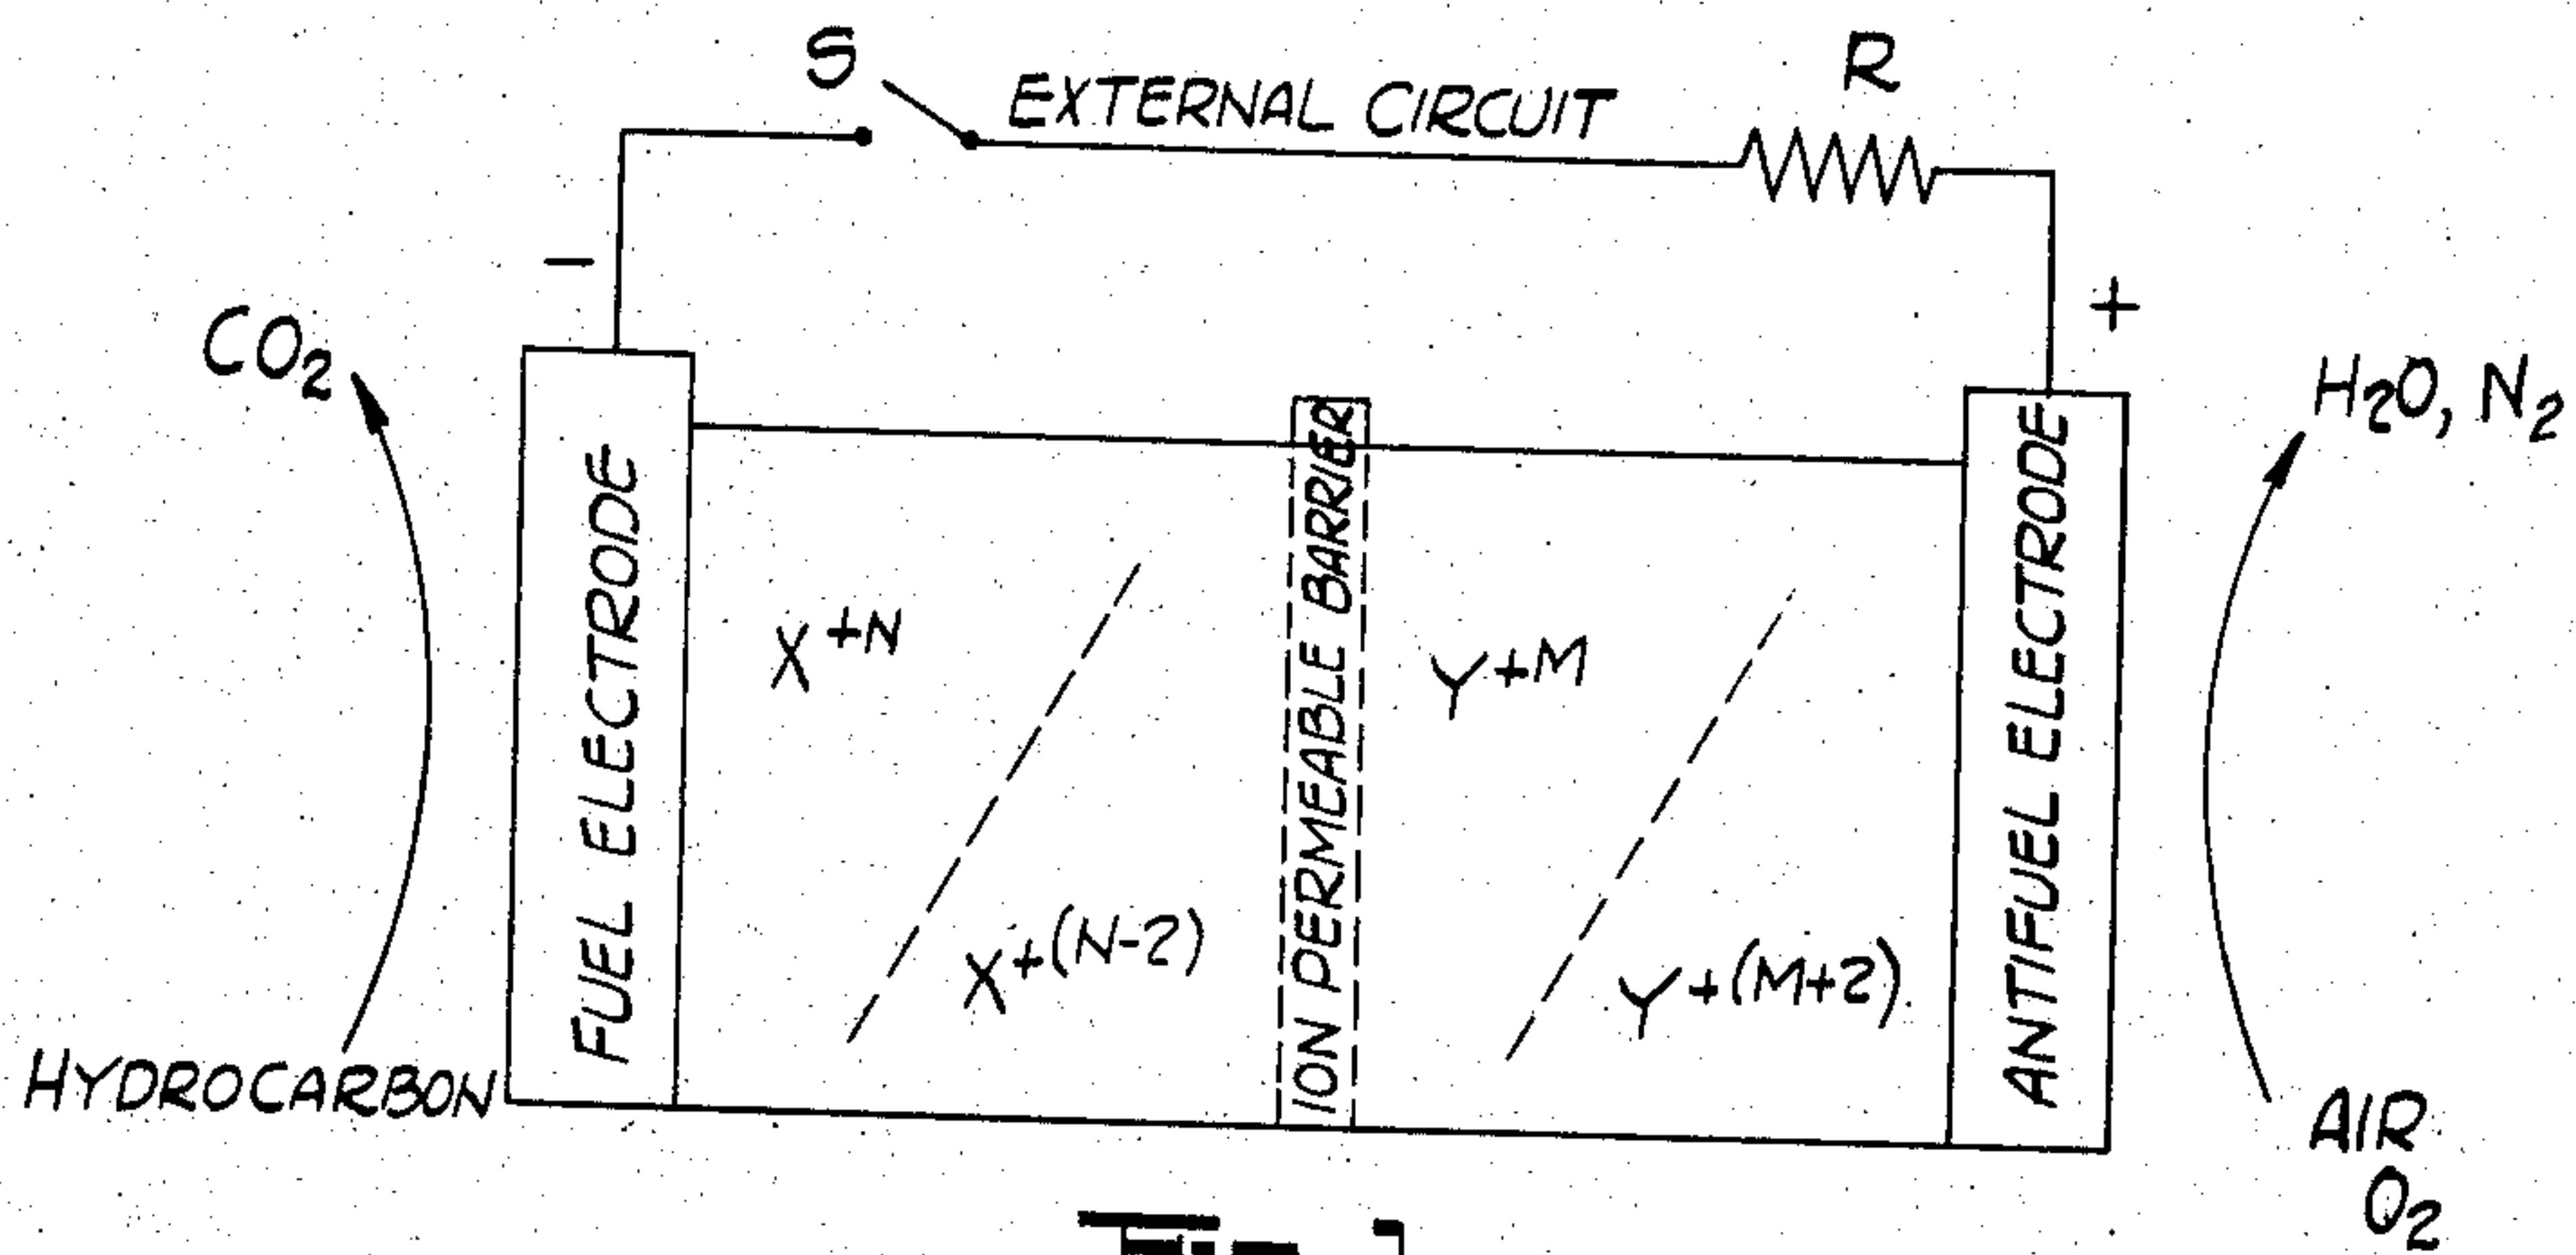 S
EXTERNAL CIRCUIT
R
−
+
CO₂
H₂O, N₂
FUEL ELECTRODE
X⁺ᴺ
X⁺⁽ᴺ⁻²⁾
ION PERMEABLE BARRIER
Y⁺ᴹ
Y⁺⁽ᴹ⁺²⁾
ANTIFUEL ELECTRODE
HYDROCARBON
AIR
O₂